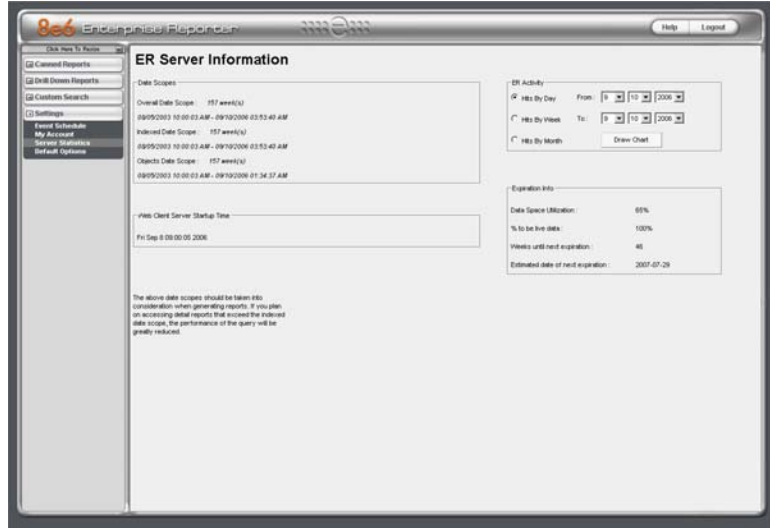 8e6 Enterprise Reporter
Help
Logout
Click Here To Resize
Canned Reports
Drill Down Reports
Custom Search
Settings
Event Schedule
My Account
Server Statistics
Default Options
ER Server Information
Date Scopes
Overall Date Scope : 157 week(s)
09/05/2003 10:00:03 AM - 09/10/2006 03:53:40 AM
Indexed Date Scope : 157 week(s)
09/05/2003 10:00:03 AM - 09/10/2006 03:53:40 AM
Objects Date Scope : 157 week(s)
09/05/2003 10:00:03 AM - 09/10/2006 01:34:37 AM
Web Client Server Startup Time
Fri Sep 8 09:00:05 2006
The above date scopes should be taken into
consideration when generating reports. If you plan
on accessing detail reports that exceed the indexed
date scope, the performance of the query will be
greatly reduced.
ER Activity
Hits By Day From : 9 10 2006
Hits By Week To : 9 10 2006
Hits By Month Draw Chart
Expiration Info
Data Space Utilization : 65%
% to be live data : 100%
Weeks until next expiration : 46
Estimated date of next expiration : 2007-07-29